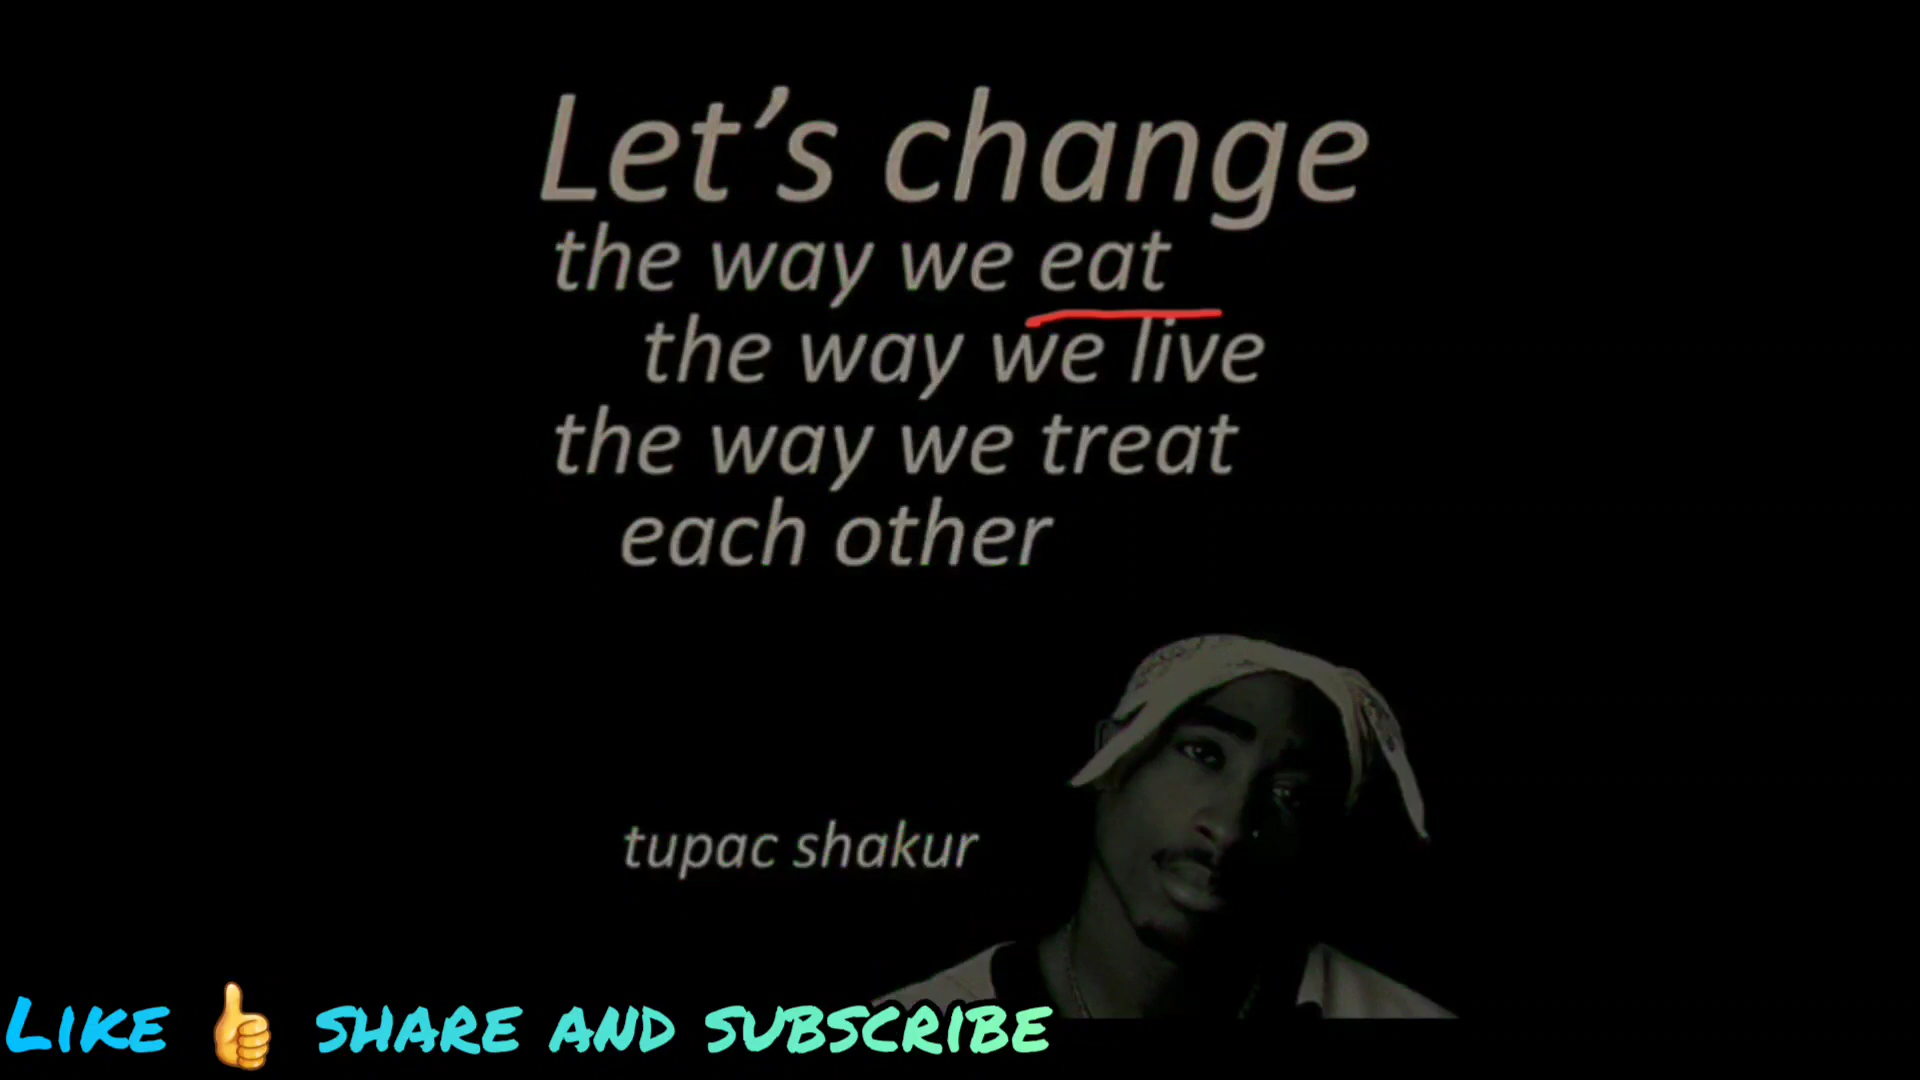 Let's change
the way we eat
the way we live
the way we treat
each other
tupac shakur
LIKE 👍 SHARE AND SUBSCRIBE